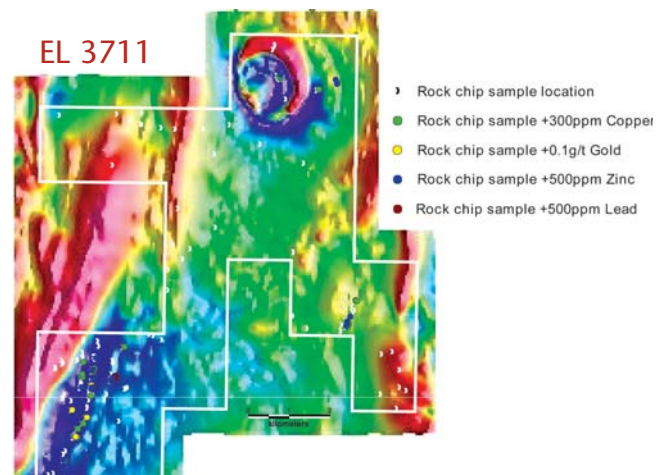 EL 3711
Rock chip sample location
Rock chip sample +300ppm Copper
Rock chip sample +0.1g/t Gold
Rock chip sample +500ppm Zinc
Rock chip sample +500ppm Lead
kilometers